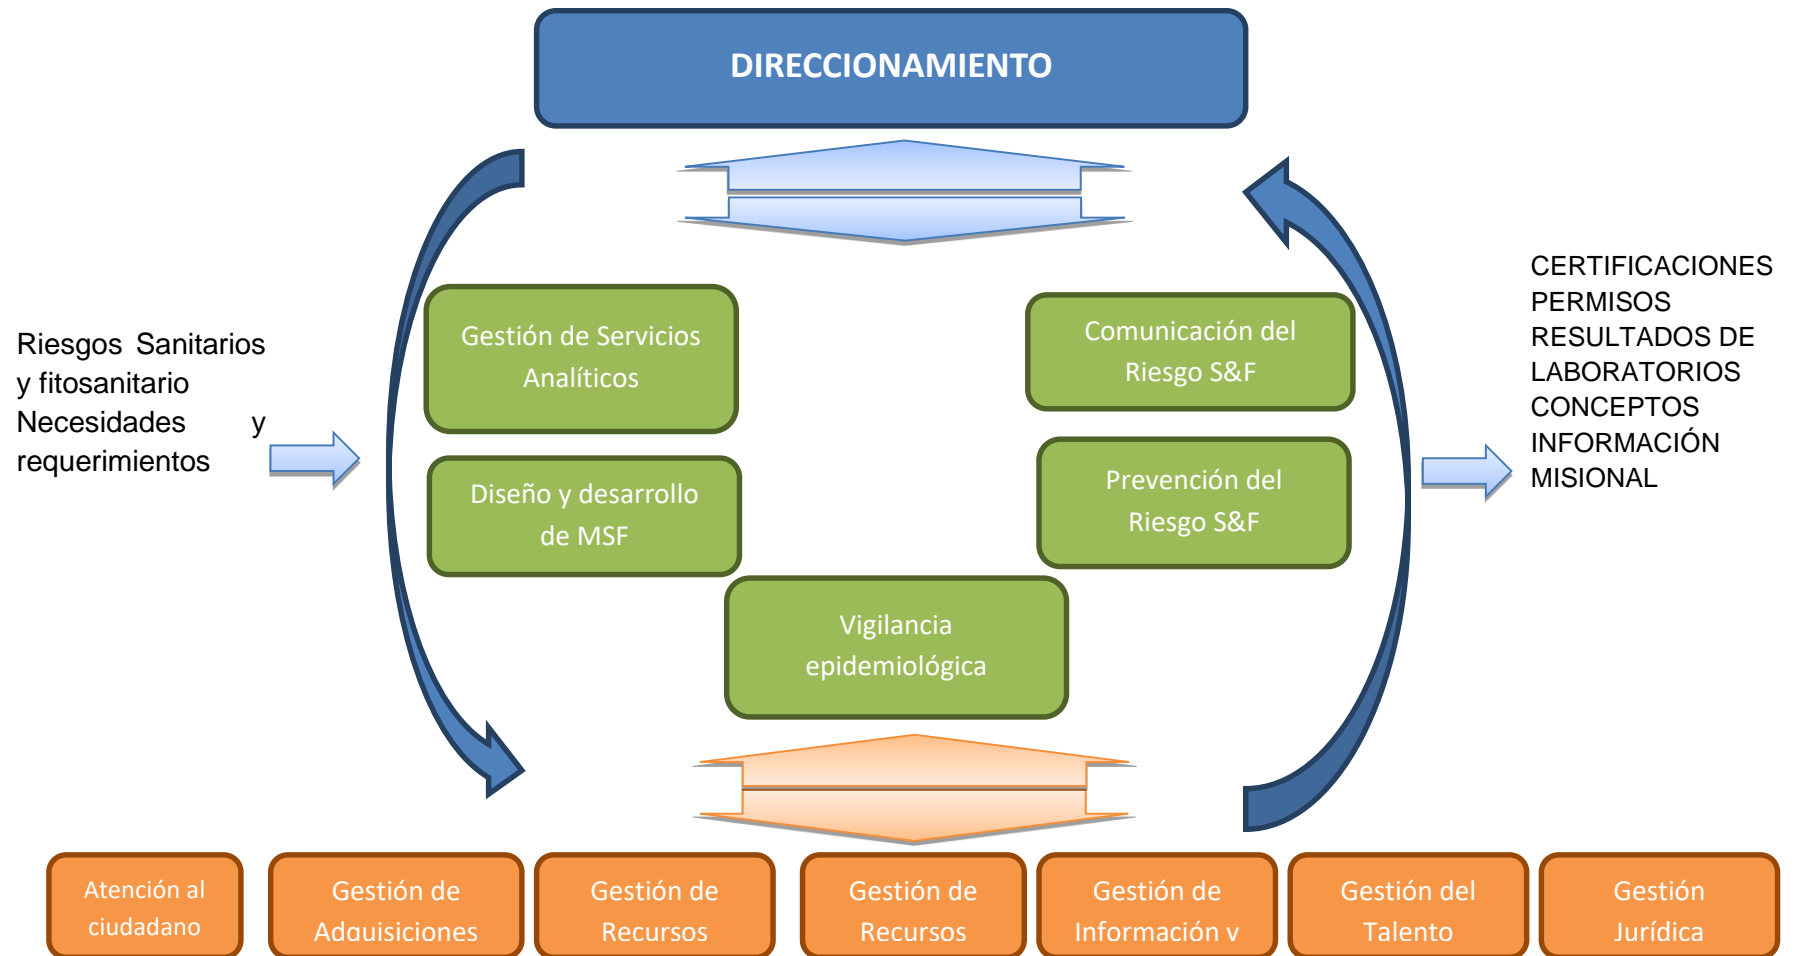 DIRECCIONAMIENTO
Riesgos Sanitarios
y fitosanitario
Necesidades y
requerimientos
Gestión de Servicios
Analíticos
Diseño y desarrollo
de MSF
Vigilancia
epidemiológica
Comunicación del
Riesgo S&F
Prevención del
Riesgo S&F
CERTIFICACIONES
PERMISOS
RESULTADOS DE
LABORATORIOS
CONCEPTOS
INFORMACIÓN
MISIONAL
Atención al
ciudadano
Gestión de
Adquisiciones
Gestión de
Recursos
Gestión de
Recursos
Gestión de
Información y
Gestión del
Talento
Gestión
Jurídica